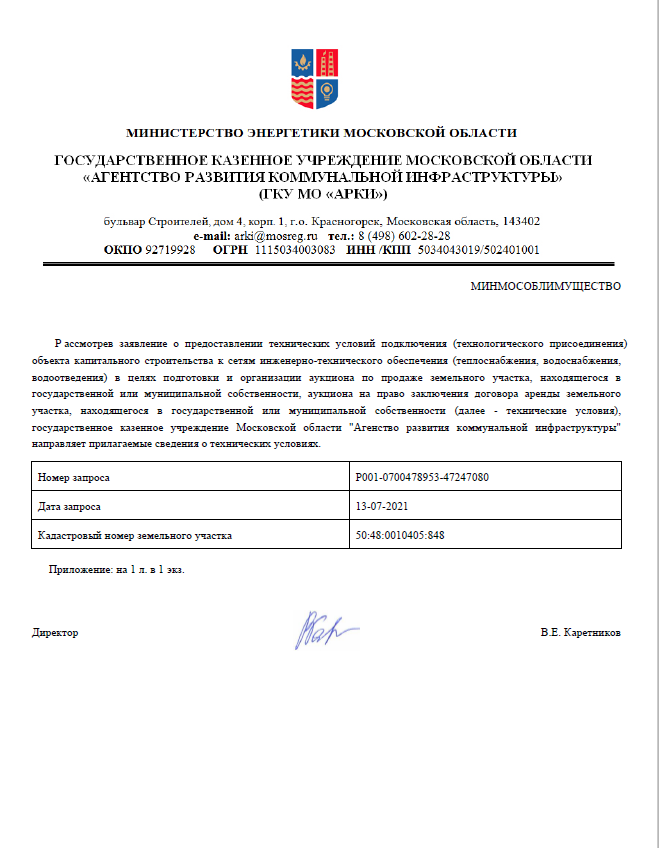 МИНИСТЕРСТВО ЭНЕРГЕТИКИ МОСКОВСКОЙ ОБЛАСТИ
ГОСУДАРСТВЕННОЕ КАЗЕННОЕ УЧРЕЖДЕНИЕ МОСКОВСКОЙ ОБЛАСТИ
«АГЕНТСТВО РАЗВИТИЯ КОММУНАЛЬНОЙ ИНФРАСТРУКТУРЫ»
(ГКУ МО «АРКИ»)
бульвар Строителей, дом 4, корп. 1, г.о. Красногорск, Московская область, 143402
e-mail: arki@mosreg.ru тел.: 8 (498) 602-28-28
ОКПО 92719928 ОГРН 1115034003083 ИНН /КПП 5034043019/502401001
МИНМОСОБЛИМУЩЕСТВО
Рассмотрев заявление о предоставлении технических условий подключения (технологического присоединения)
объекта капитального строительства к сетям инженерно-технического обеспечения (теплоснабжения, водоснабжения,
водоотведения) в целях подготовки и организации аукциона по продаже земельного участка, находящегося в
государственной или муниципальной собственности, аукциона на право заключения договора аренды земельного
участка, находящегося в государственной или муниципальной собственности (далее - технические условия),
государственное казенное учреждение Московской области "Агенство развития коммунальной инфраструктуры"
направляет прилагаемые сведения о технических условиях.
Номер запроса P001-0700478953-47247080
Дата запроса 13-07-2021
Кадастровый номер земельного участка 50:48:0010405:848
Приложение: на 1 л. в 1 экз.
Директор В.Е. Каретников